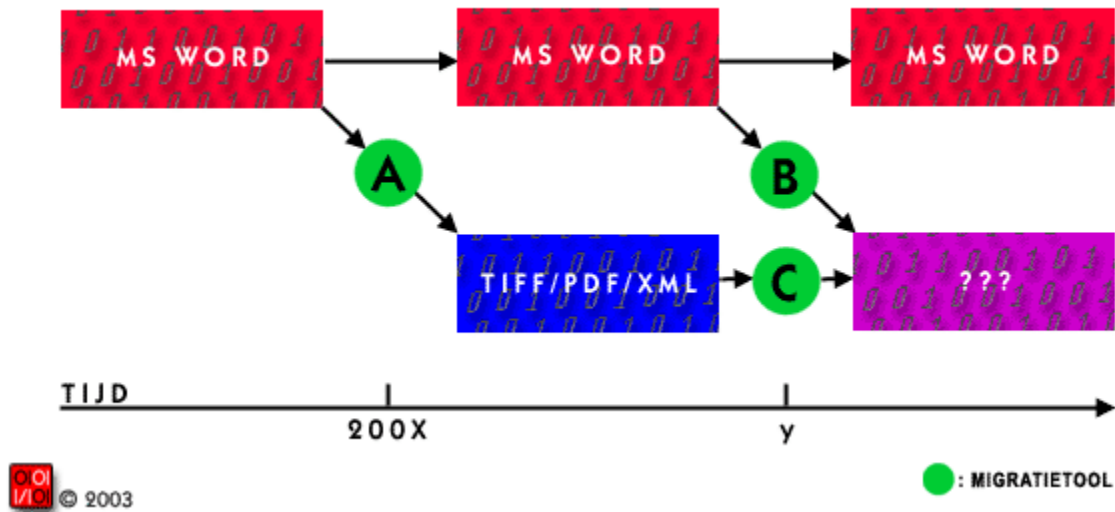 MS WORD
MS WORD
MS WORD
A
B
TIFF/PDF/XML
C
???
TIJD
200X
y
© 2003
: MIGRATIETOOL